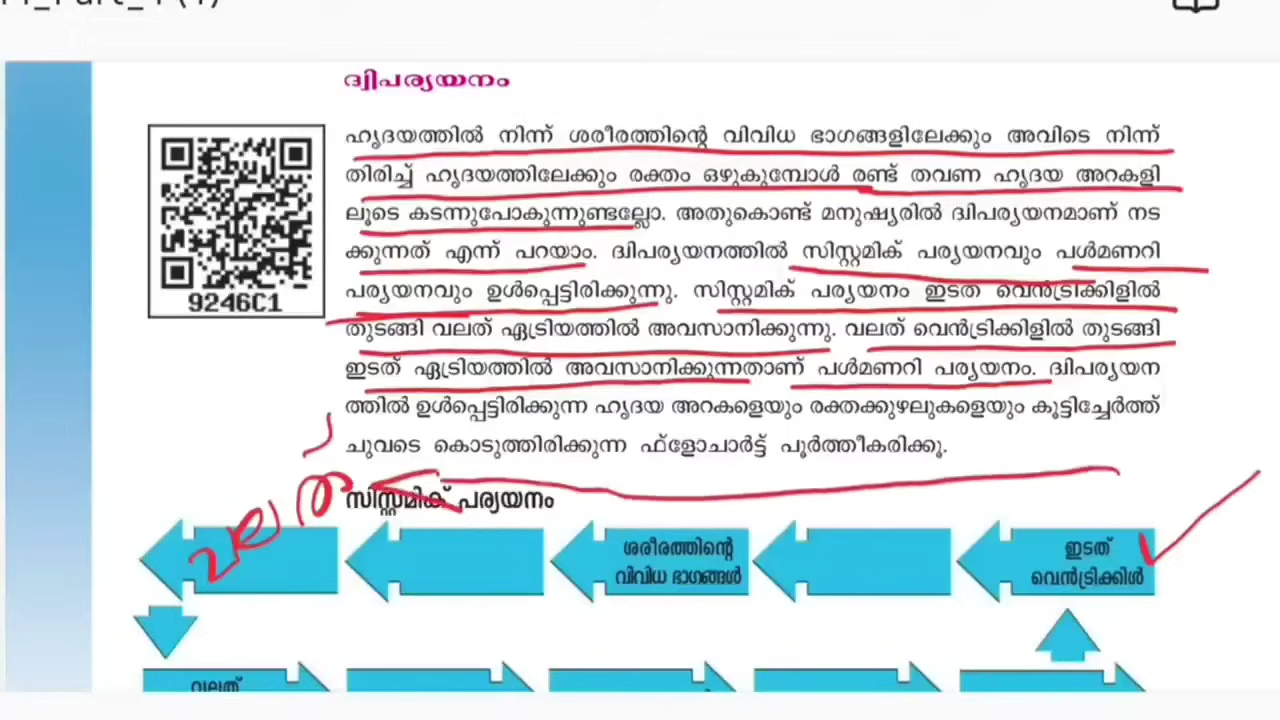 ദ്വിപര്യയനം
ഹൃദയത്തിൽ നിന്ന് ശരീരത്തിന്റെ വിവിധ ഭാഗങ്ങളിലേക്കും അവിടെ നിന്ന്
തിരിച്ച് ഹൃദയത്തിലേക്കും രക്തം ഒഴുകുമ്പോൾ രണ്ട് തവണ ഹൃദയ അറകളി
ലൂടെ കടന്നുപോകുന്നുണ്ടല്ലോ. അതുകൊണ്ട് മനുഷ്യരിൽ ദ്വിപര്യയനമാണ് നട
ക്കുന്നത് എന്ന് പറയാം. ദ്വിപര്യയനത്തിൽ സിസ്റ്റമിക് പര്യയനവും പൾമണറി
പര്യയനവും ഉൾപ്പെട്ടിരിക്കുന്നു. സിസ്റ്റമിക് പര്യയനം ഇടത വെൻട്രിക്കിളിൽ
തുടങ്ങി വലത് ഏട്രിയത്തിൽ അവസാനിക്കുന്നു. വലത് വെൻട്രിക്കിളിൽ തുടങ്ങി
ഇടത് ഏട്രിയത്തിൽ അവസാനിക്കുന്നതാണ് പൾമണറി പര്യയനം. ദ്വിപര്യയന
ത്തിൽ ഉൾപ്പെട്ടിരിക്കുന്ന ഹൃദയ അറകളെയും രക്തക്കുഴലുകളെയും കൂട്ടിച്ചേർത്ത്
ചുവടെ കൊടുത്തിരിക്കുന്ന ഫ്ളോചാർട്ട് പൂർത്തീകരിക്കൂ.
9246C1
സിസ്റ്റമിക് പര്യയനം
വലത
ശരീരത്തിന്റെ
വിവിധ ഭാഗങ്ങൾ
ഇടത്
വെൻട്രിക്കിൾ
വലത്